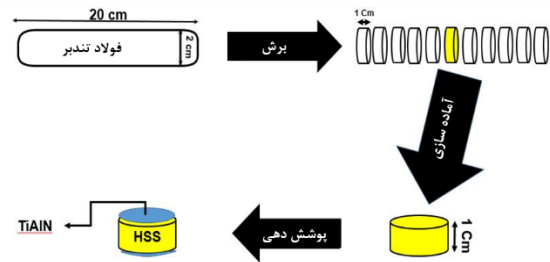 20 cm
فولاد تندبر
2 cm
برش
1 Cm
آماده سازی
1 Cm
پوشش دهی
HSS
TiAlN